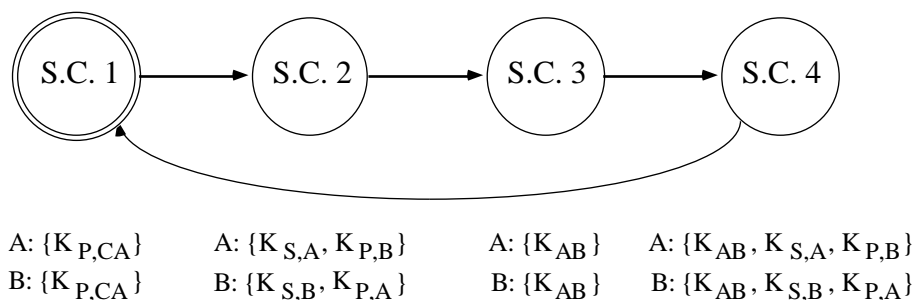 S.C. 1 S.C. 2 S.C. 3 S.C. 4
A: {K P,CA} A: {K S,A, K P,B} A: {K AB} A: {K AB, K S,A, K P,B}
B: {K P,CA} B: {K S,B, K P,A} B: {K AB} B: {K AB, K S,B, K P,A}